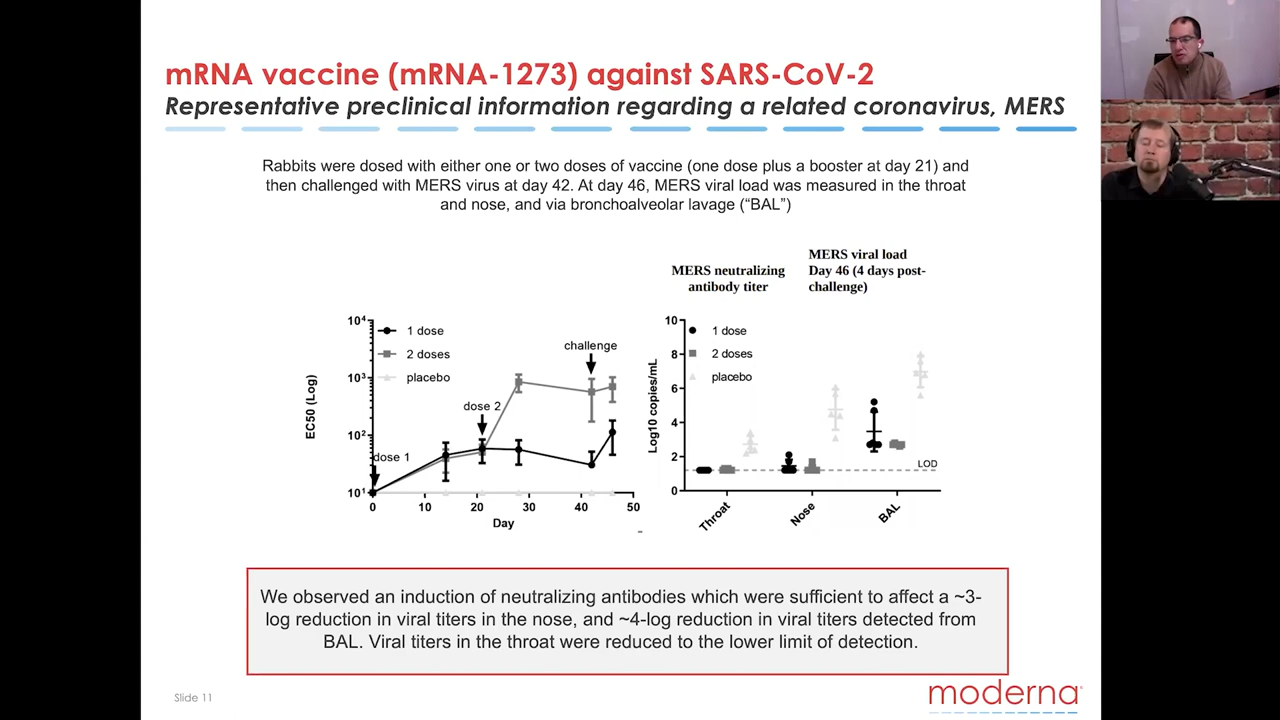 mRNA vaccine (mRNA-1273) against SARS-CoV-2
Representative preclinical information regarding a related coronavirus, MERS
Rabbits were dosed with either one or two doses of vaccine (one dose plus a booster at day 21) and
then challenged with MERS virus at day 42. At day 46, MERS viral load was measured in the throat
and nose, and via bronchoalveolar lavage (“BAL”)
MERS neutralizing
antibody titer
MERS viral load
Day 46 (4 days post-
challenge)
EC50 (Log)
10⁴
10³
10²
10¹
1 dose
2 doses
placebo
dose 1
dose 2
challenge
0 10 20 30 40 50
Day
Log10 copies/mL
10
8
6
4
2
0
1 dose
2 doses
placebo
LOD
Throat
Nose
BAL
We observed an induction of neutralizing antibodies which were sufficient to affect a ~3-
log reduction in viral titers in the nose, and ~4-log reduction in viral titers detected from
BAL. Viral titers in the throat were reduced to the lower limit of detection.
Slide 11
moderna